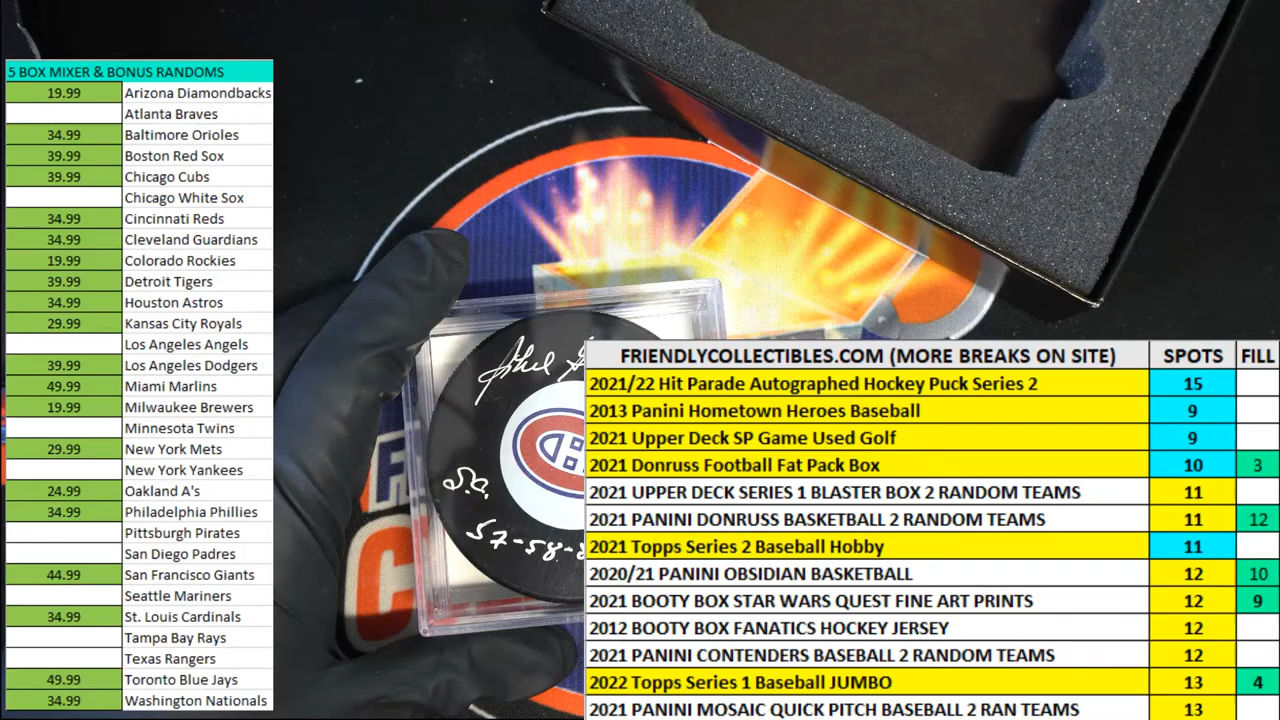 5 BOX MIXER & BONUS RANDOMS
19.99 Arizona Diamondbacks
Atlanta Braves
34.99 Baltimore Orioles
39.99 Boston Red Sox
39.99 Chicago Cubs
Chicago White Sox
34.99 Cincinnati Reds
34.99 Cleveland Guardians
19.99 Colorado Rockies
39.99 Detroit Tigers
34.99 Houston Astros
29.99 Kansas City Royals
Los Angeles Angels
39.99 Los Angeles Dodgers
49.99 Miami Marlins
19.99 Milwaukee Brewers
Minnesota Twins
29.99 New York Mets
New York Yankees
24.99 Oakland A's
34.99 Philadelphia Phillies
Pittsburgh Pirates
San Diego Padres
44.99 San Francisco Giants
Seattle Mariners
34.99 St. Louis Cardinals
Tampa Bay Rays
Texas Rangers
49.99 Toronto Blue Jays
34.99 Washington Nationals
57-58-
FRIENDLYCOLLECTIBLES.COM (MORE BREAKS ON SITE) SPOTS FILL
2021/22 Hit Parade Autographed Hockey Puck Series 2 15
2013 Panini Hometown Heroes Baseball 9
2021 Upper Deck SP Game Used Golf 9
2021 Donruss Football Fat Pack Box 10 3
2021 UPPER DECK SERIES 1 BLASTER BOX 2 RANDOM TEAMS 11
2021 PANINI DONRUSS BASKETBALL 2 RANDOM TEAMS 11 12
2021 Topps Series 2 Baseball Hobby 11
2020/21 PANINI OBSIDIAN BASKETBALL 12 10
2021 BOOTY BOX STAR WARS QUEST FINE ART PRINTS 12 9
2012 BOOTY BOX FANATICS HOCKEY JERSEY 12
2021 PANINI CONTENDERS BASEBALL 2 RANDOM TEAMS 12
2022 Topps Series 1 Baseball JUMBO 13 4
2021 PANINI MOSAIC QUICK PITCH BASEBALL 2 RAN TEAMS 13